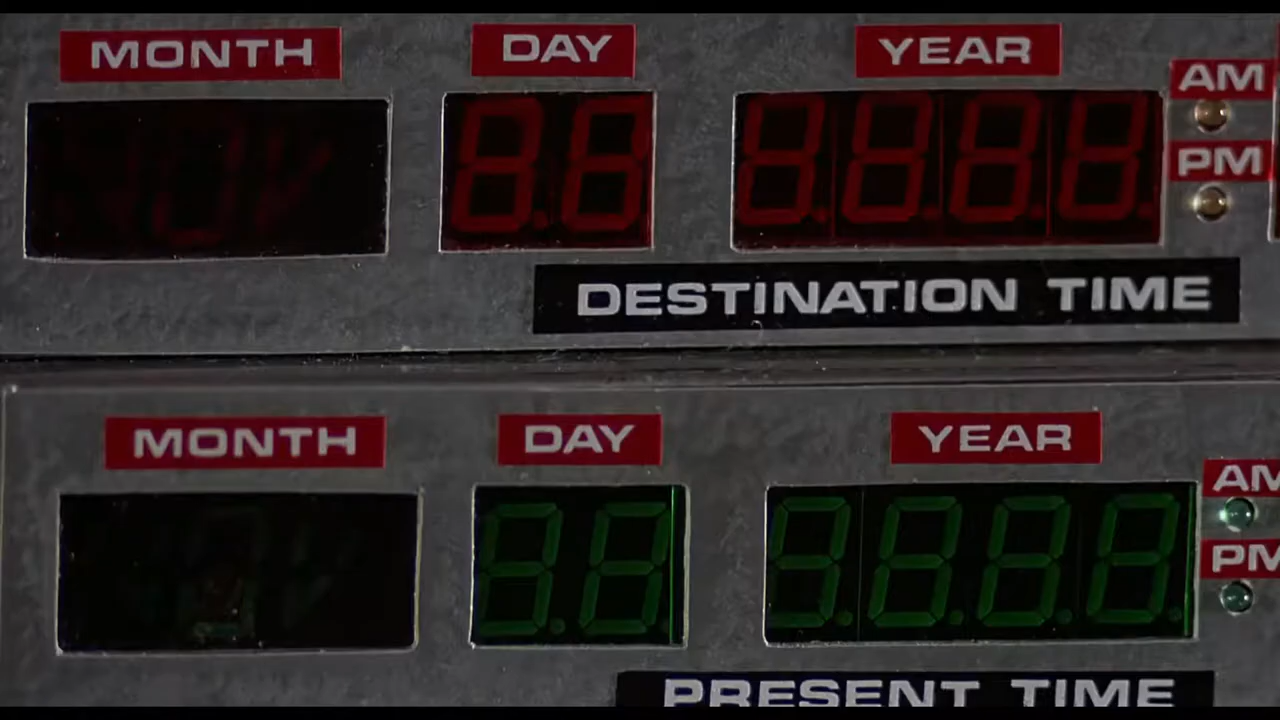 MONTH DAY YEAR
AM
PM
DESTINATION TIME
MONTH DAY YEAR
AM
PM
PRESENT TIME